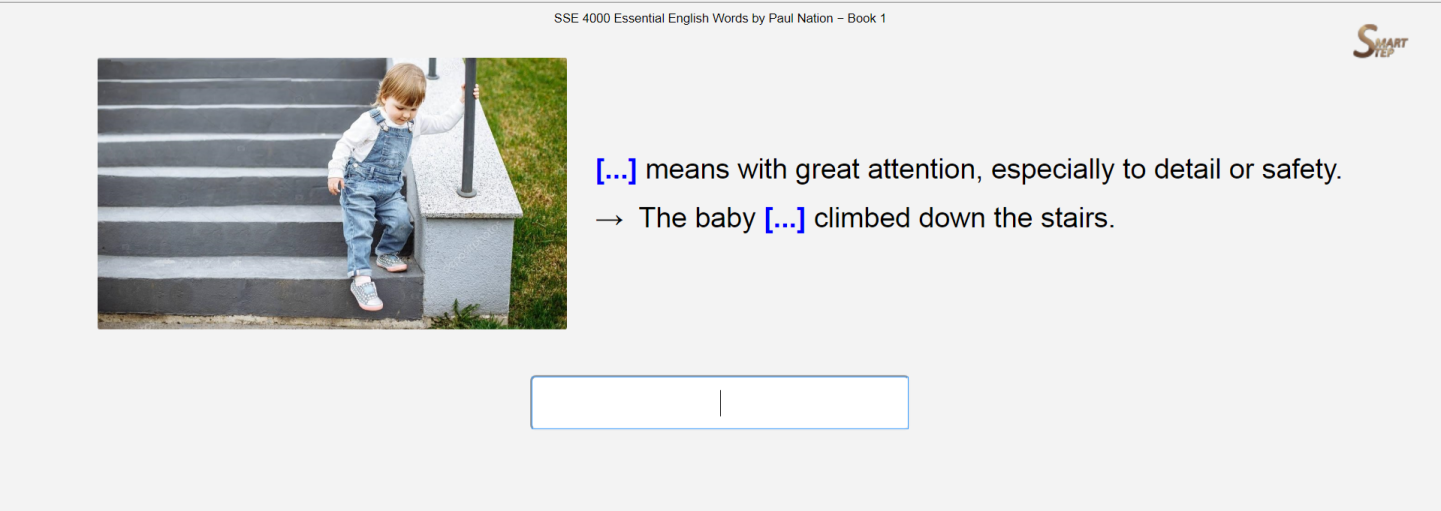 SSE 4000 Essential English Words by Paul Nation – Book 1
SMART STEP
[...] means with great attention, especially to detail or safety.
→ The baby [...] climbed down the stairs.